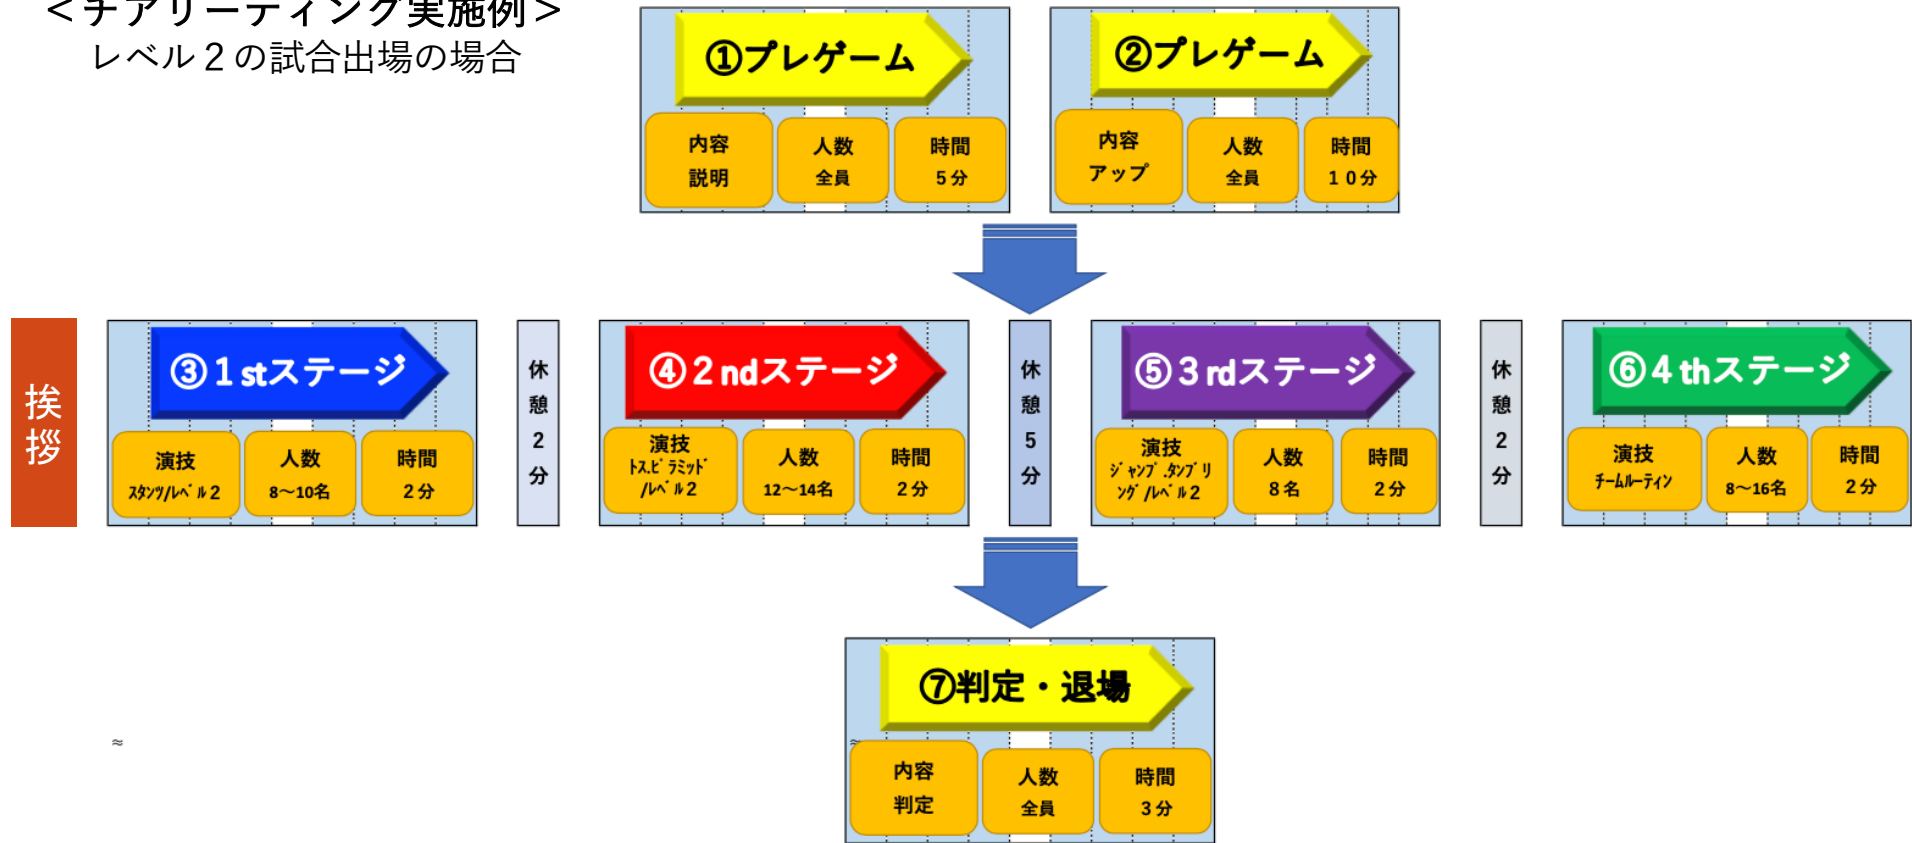 <チアリーディング実施例>
レベル２の試合出場の場合
①プレゲーム
内容
説明
人数
全員
時間
５分
②プレゲーム
内容
アップ
人数
全員
時間
１０分
挨拶
③１stステージ
演技
ｽﾀﾝﾂ/ﾚﾍﾞﾙ２
人数
8～10名
時間
２分
休憩２分
④２ndステージ
演技
ﾄｽ.ﾋﾟﾗﾐｯﾄﾞ
/ﾚﾍﾞﾙ２
人数
12～14名
時間
２分
休憩５分
⑤３rdステージ
演技
ｼﾞｬﾝﾌﾟ.ﾀﾝﾌﾞﾘ
ﾝｸﾞ/ﾚﾍﾞﾙ２
人数
８名
時間
２分
休憩２分
⑥４thステージ
演技
ﾁｰﾑﾙｰﾃｨﾝ
人数
8～16名
時間
２分
⑦判定・退場
≈
≈
内容
判定
人数
全員
時間
３分